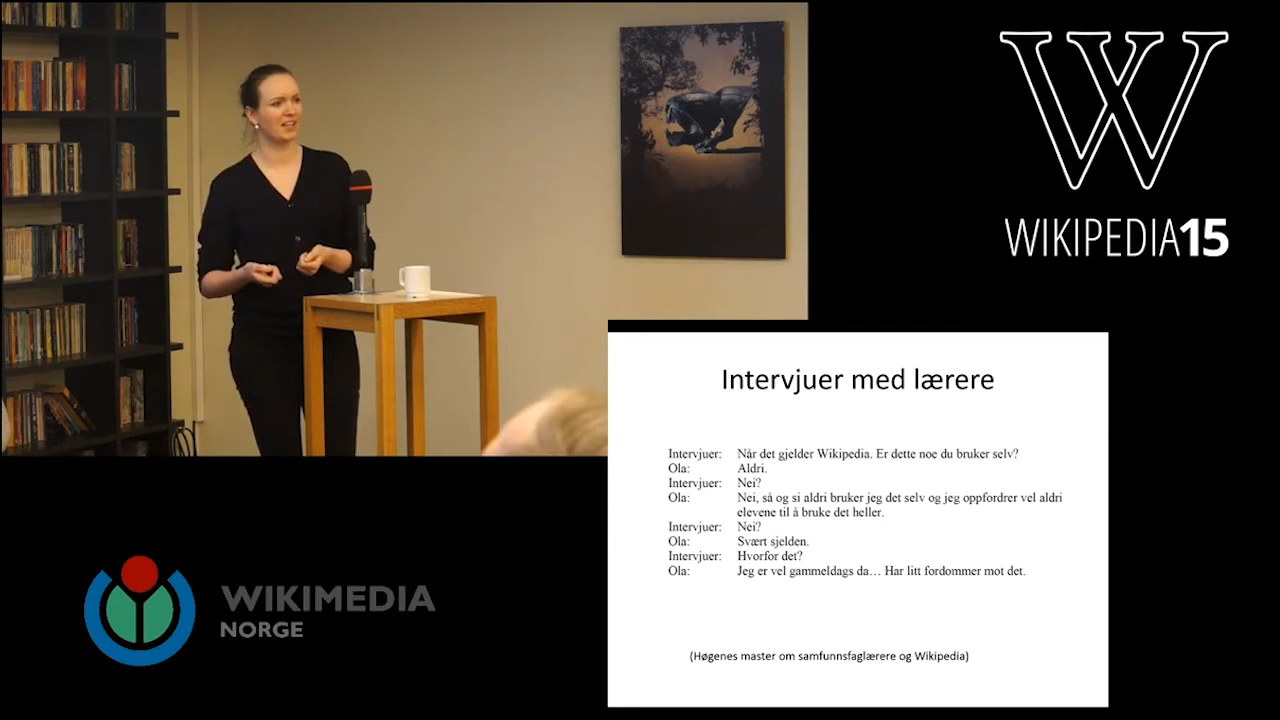 WIKIPEDIA15
Intervjuer med lærere
Intervjuer: Når det gjelder Wikipedia. Er dette noe du bruker selv?
Ola: Aldri.
Intervjuer: Nei?
Ola: Nei, så og si aldri bruker jeg det selv og jeg oppfordrer vel aldri
elevene til å bruke det heller.
Intervjuer: Nei?
Ola: Svært sjelden.
Intervjuer: Hvorfor det?
Ola: Jeg er vel gammeldags da… Har litt fordommer mot det.
(Høgenes master om samfunnsfaglærere og Wikipedia)
WIKIMEDIA
NORGE